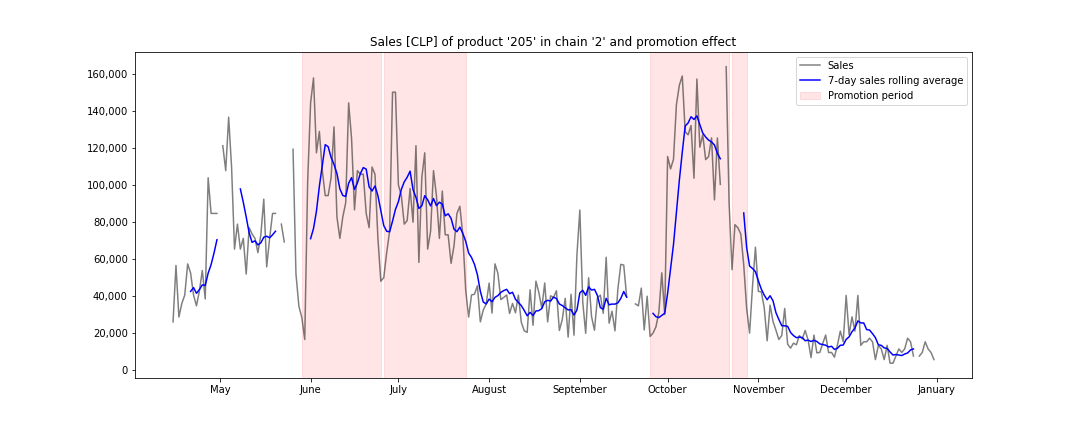 Sales [CLP] of product '205' in chain '2' and promotion effect
160,000
140,000
120,000
100,000
80,000
60,000
40,000
20,000
0
Sales
7-day sales rolling average
Promotion period
May June July August September October November December January